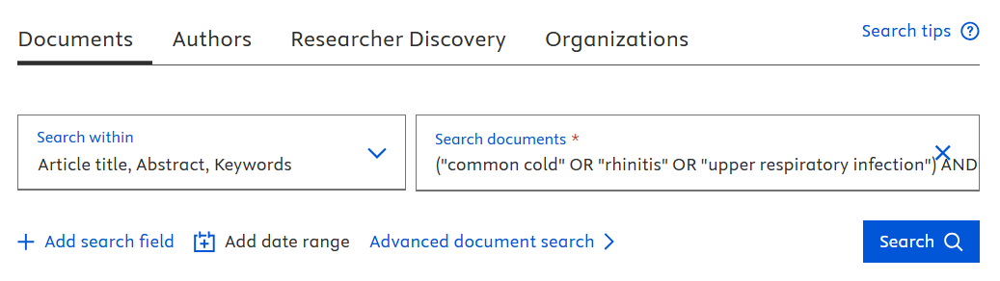 Documents Authors Researcher Discovery Organizations Search tips ?
Search within
Article title, Abstract, Keywords
Search documents *
("common cold" OR "rhinitis" OR "upper respiratory infection") AND
Add search field Add date range Advanced document search Search